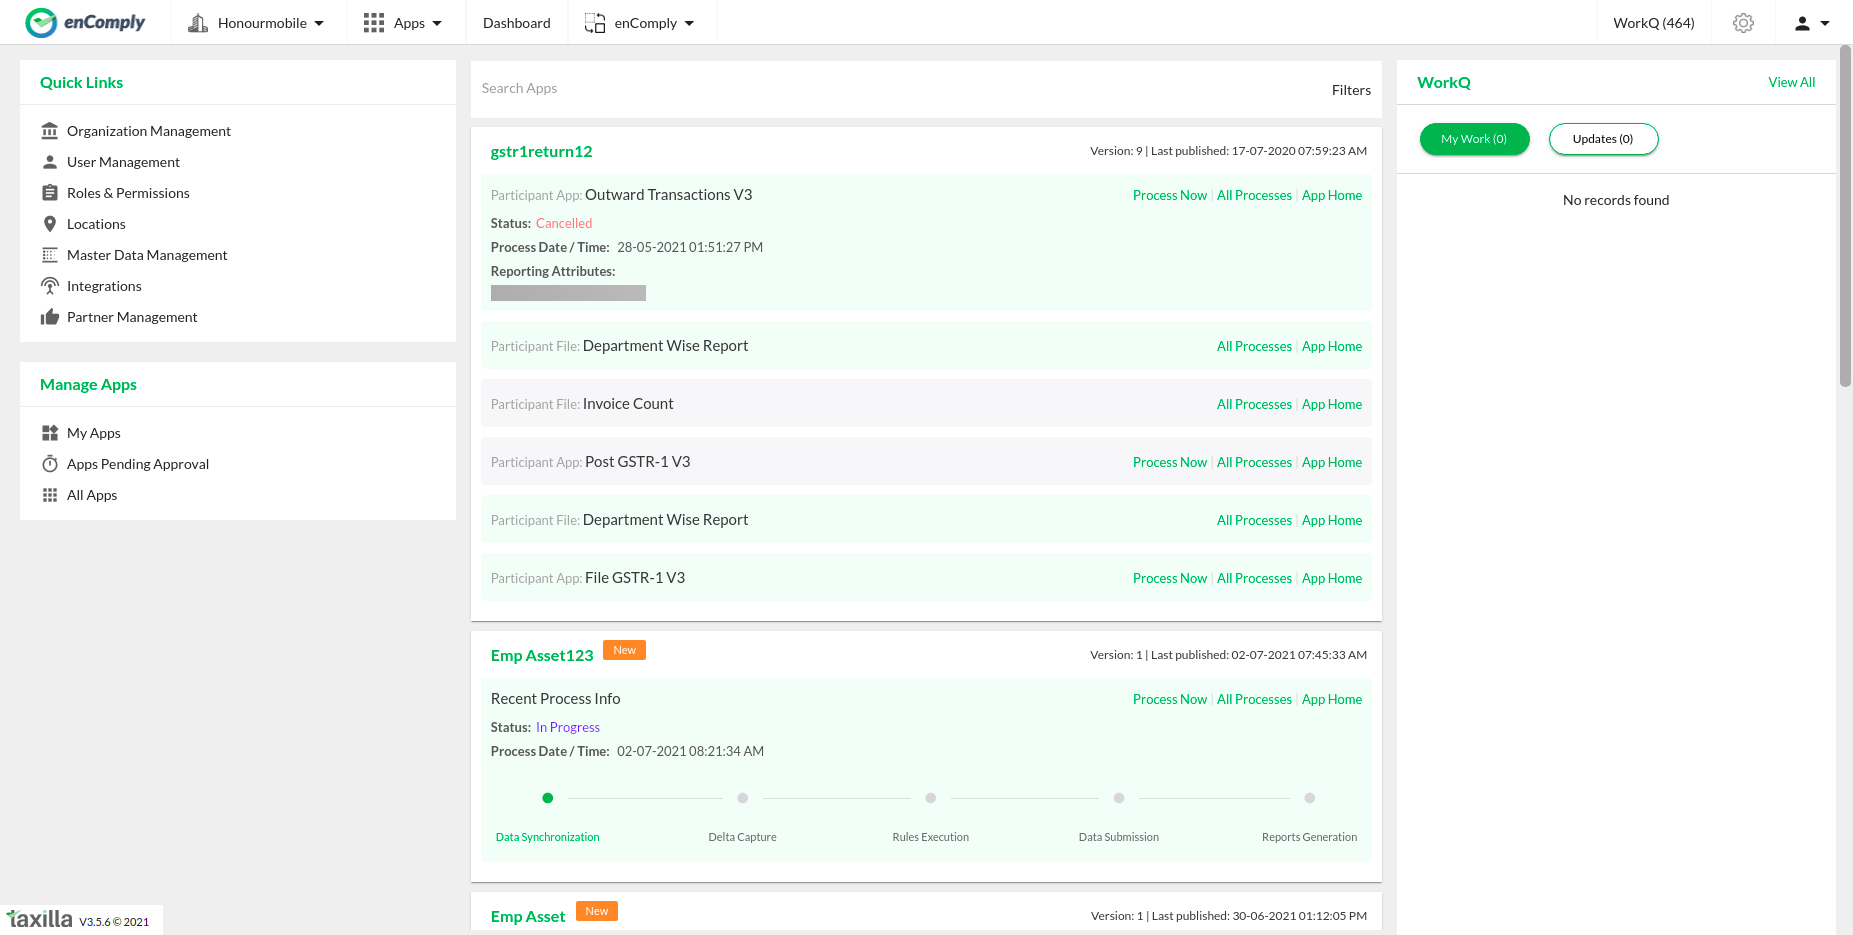 enComply
Honourmobile
Apps
Dashboard
enComply
WorkQ (464)
Quick Links
Organization Management
User Management
Roles & Permissions
Locations
Master Data Management
Integrations
Partner Management
Manage Apps
My Apps
Apps Pending Approval
All Apps
Search Apps
Filters
gstr1return12
Version: 9 | Last published: 17-07-2020 07:59:23 AM
Participant App: Outward Transactions V3
Process Now | All Processes | App Home
Status: Cancelled
Process Date / Time: 28-05-2021 01:51:27 PM
Reporting Attributes:
Participant File: Department Wise Report
All Processes | App Home
Participant File: Invoice Count
All Processes | App Home
Participant App: Post GSTR-1 V3
Process Now | All Processes | App Home
Participant File: Department Wise Report
All Processes | App Home
Participant App: File GSTR-1 V3
Process Now | All Processes | App Home
Emp Asset123
New
Version: 1 | Last published: 02-07-2021 07:45:33 AM
Recent Process Info
Process Now | All Processes | App Home
Status: In Progress
Process Date / Time: 02-07-2021 08:21:34 AM
Data Synchronization
Delta Capture
Rules Execution
Data Submission
Reports Generation
Emp Asset
New
Version: 1 | Last published: 30-06-2021 01:12:05 PM
WorkQ
View All
My Work (0)
Updates (0)
No records found
taxilla V3.5.6 © 2021